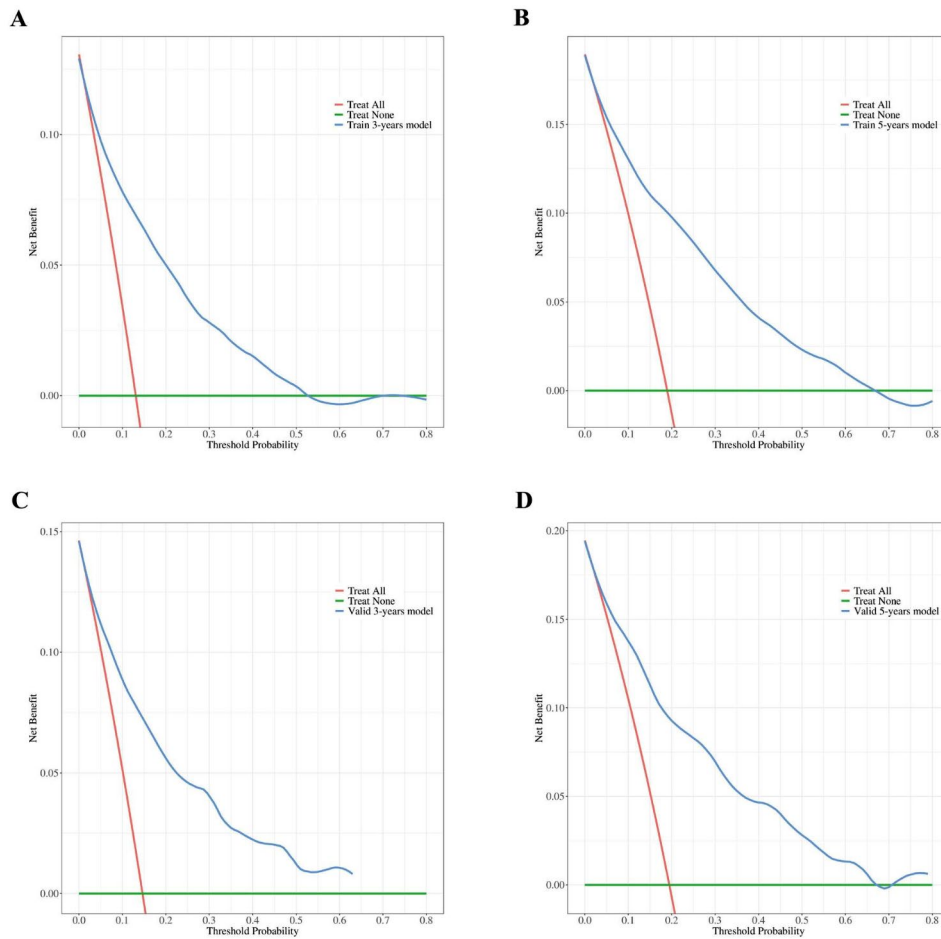 A
Treat All
Treat None
Train 3-years model
0.10
0.05
0.00
Net Benefit
0.0 0.1 0.2 0.3 0.4 0.5 0.6 0.7 0.8
Threshold Probability
B
Treat All
Treat None
Train 5-years model
0.15
0.10
0.05
0.00
Net Benefit
0.0 0.1 0.2 0.3 0.4 0.5 0.6 0.7 0.8
Threshold Probability
C
0.15
Treat All
Treat None
Valid 3-years model
0.10
0.05
0.00
Net Benefit
0.0 0.1 0.2 0.3 0.4 0.5 0.6 0.7 0.8
Threshold Probability
D
0.20
Treat All
Treat None
Valid 5-years model
0.15
0.10
0.05
0.00
Net Benefit
0.0 0.1 0.2 0.3 0.4 0.5 0.6 0.7 0.8
Threshold Probability